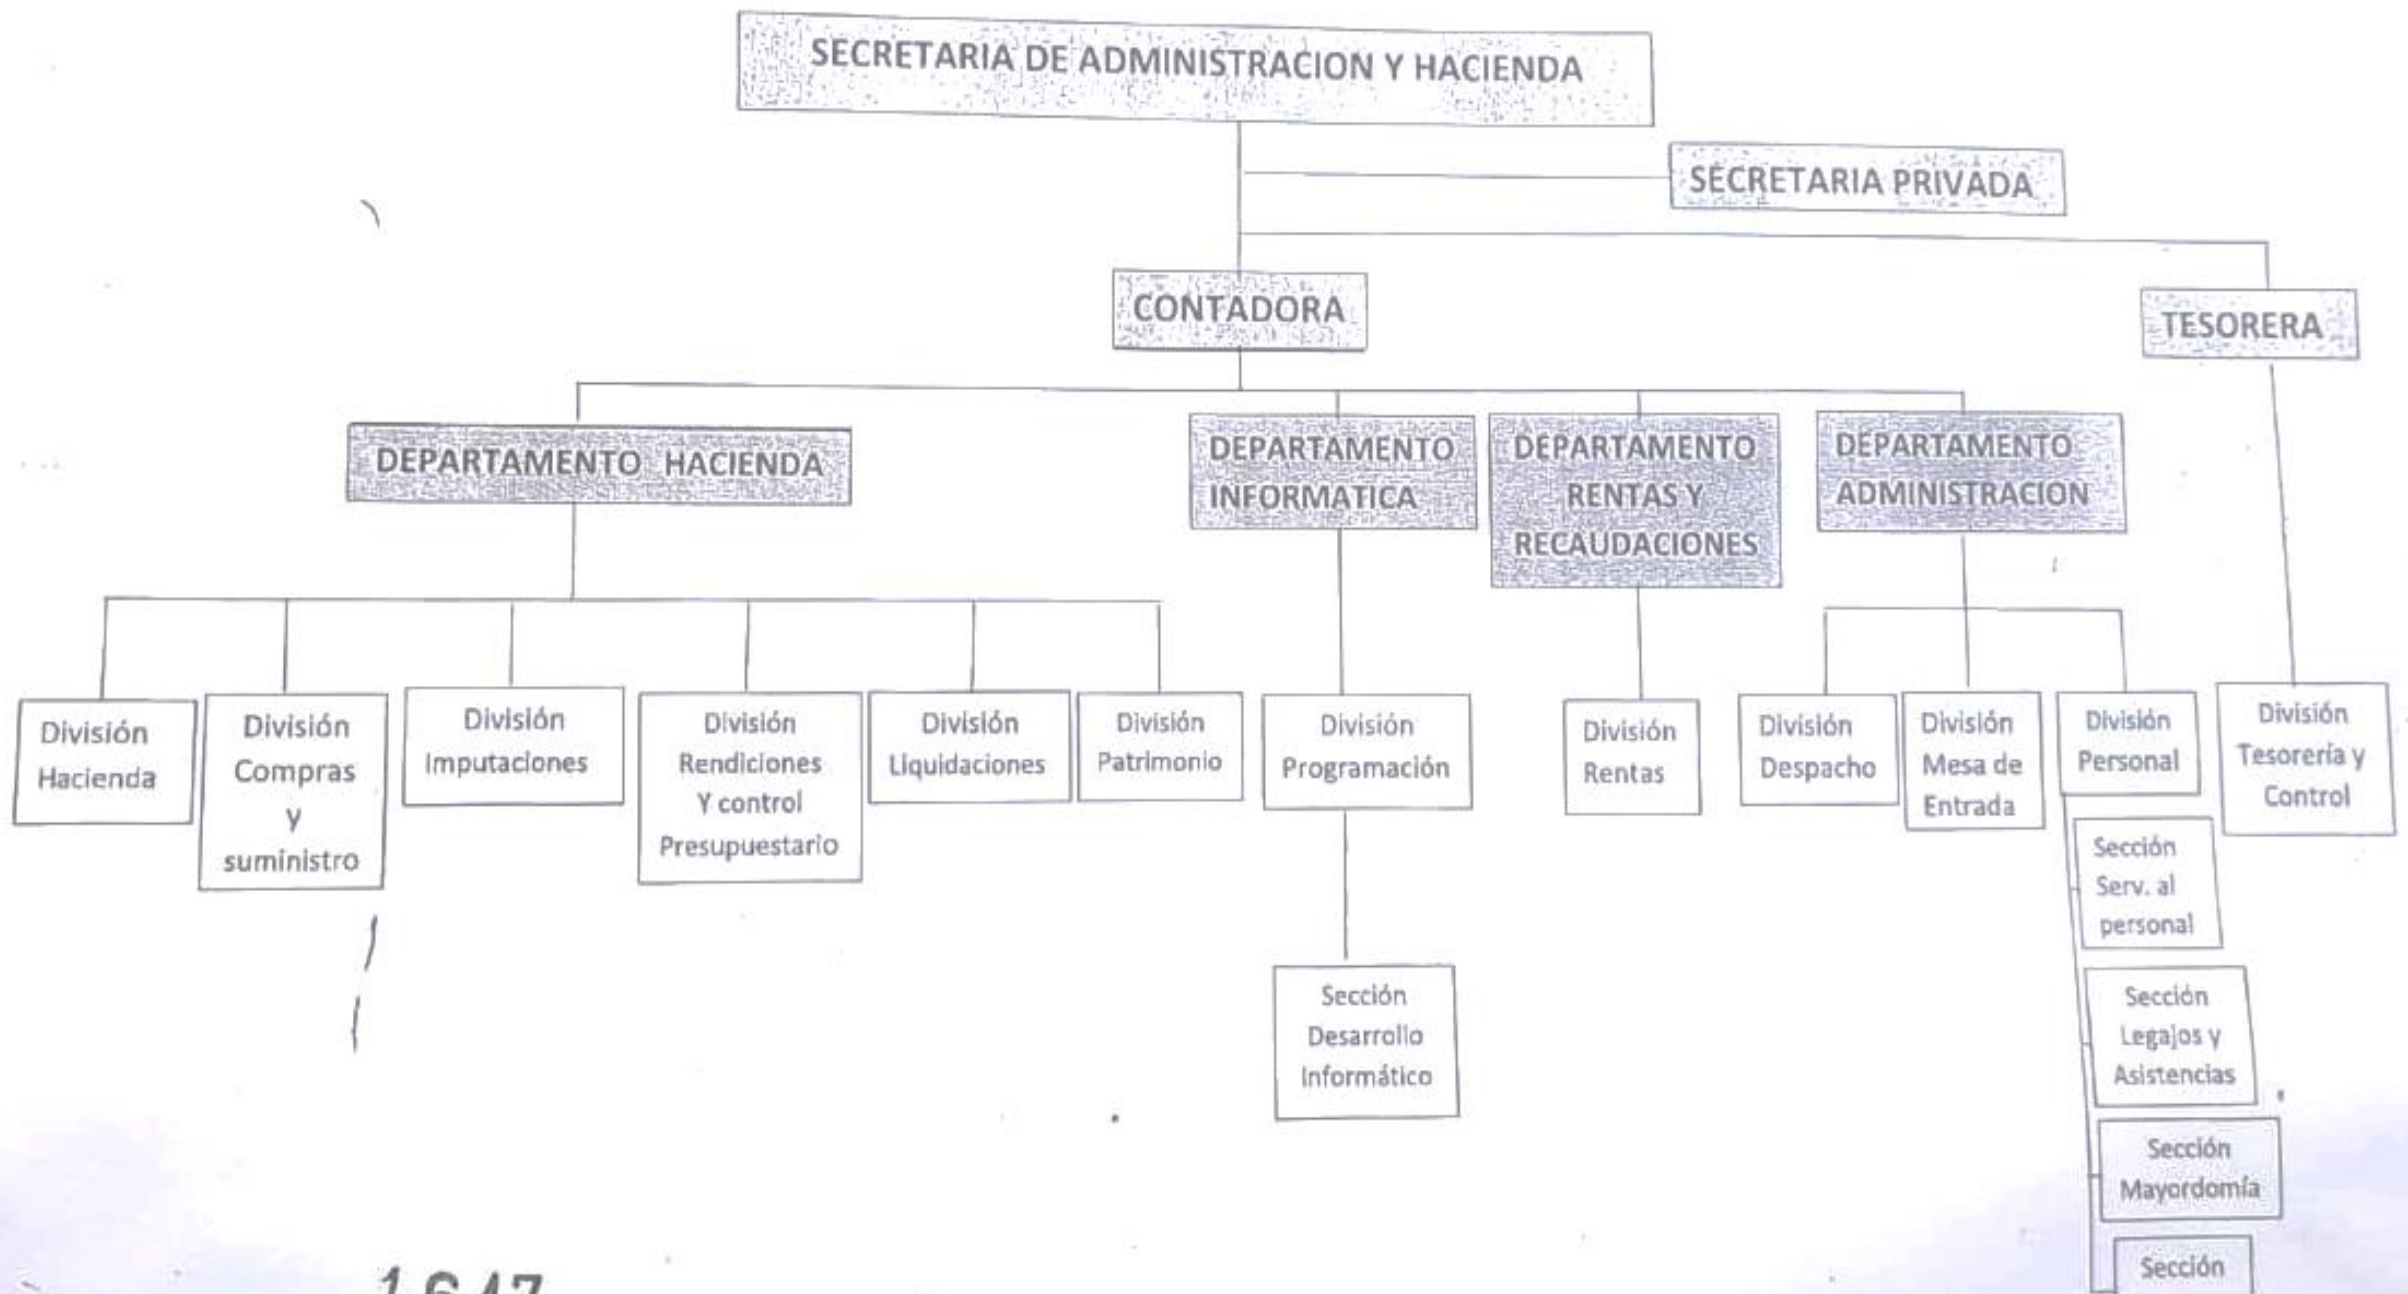 SECRETARIA DE ADMINISTRACION Y HACIENDA
SECRETARIA PRIVADA
CONTADORA
TESORERA
DEPARTAMENTO HACIENDA
DEPARTAMENTO
INFORMATICA
DEPARTAMENTO
RENTAS Y
RECAUDACIONES
DEPARTAMENTO
ADMINISTRACION
División
Hacienda
División
Compras
y
suministro
División
Imputaciones
División
Rendiciones
Y control
Presupuestario
División
Liquidaciones
División
Patrimonio
División
Programación
División
Rentas
División
Despacho
División
Mesa de
Entrada
División
Personal
División
Tesorería y
Control
Sección
Serv. al
personal
Sección
Desarrollo
Informático
Sección
Legajos y
Asistencias
Sección
Mayordomía
Sección
1647